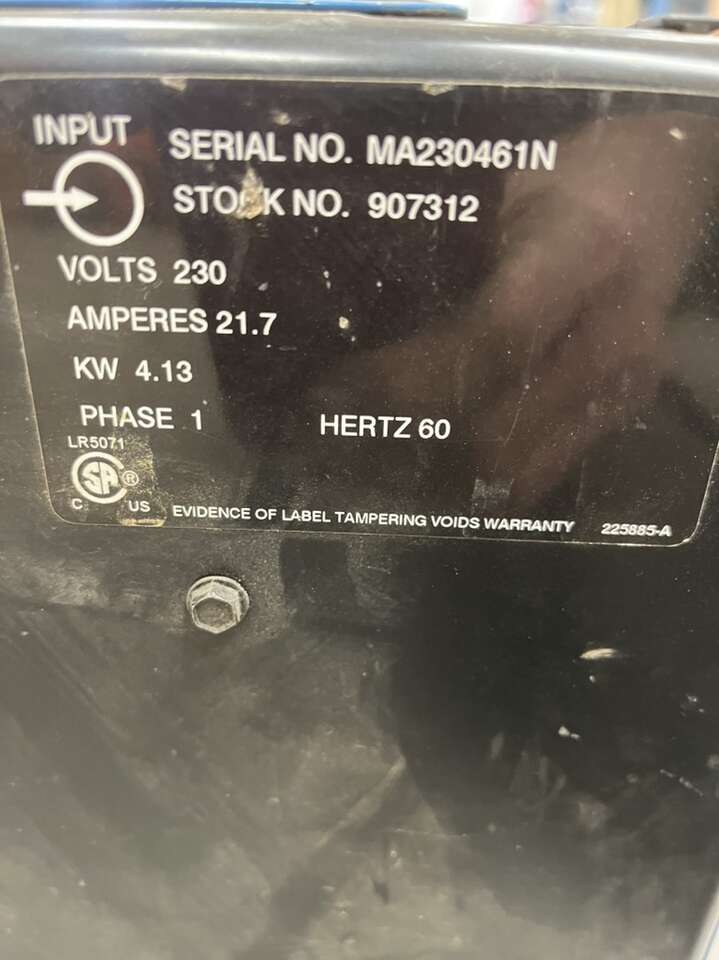 INPUT
SERIAL NO. MA230461N
STOCK NO. 907312
VOLTS 230
AMPERES 21.7
KW 4.13
PHASE 1 HERTZ 60
LR5071
SA ®
C US
EVIDENCE OF LABEL TAMPERING VOIDS WARRANTY 225885-A